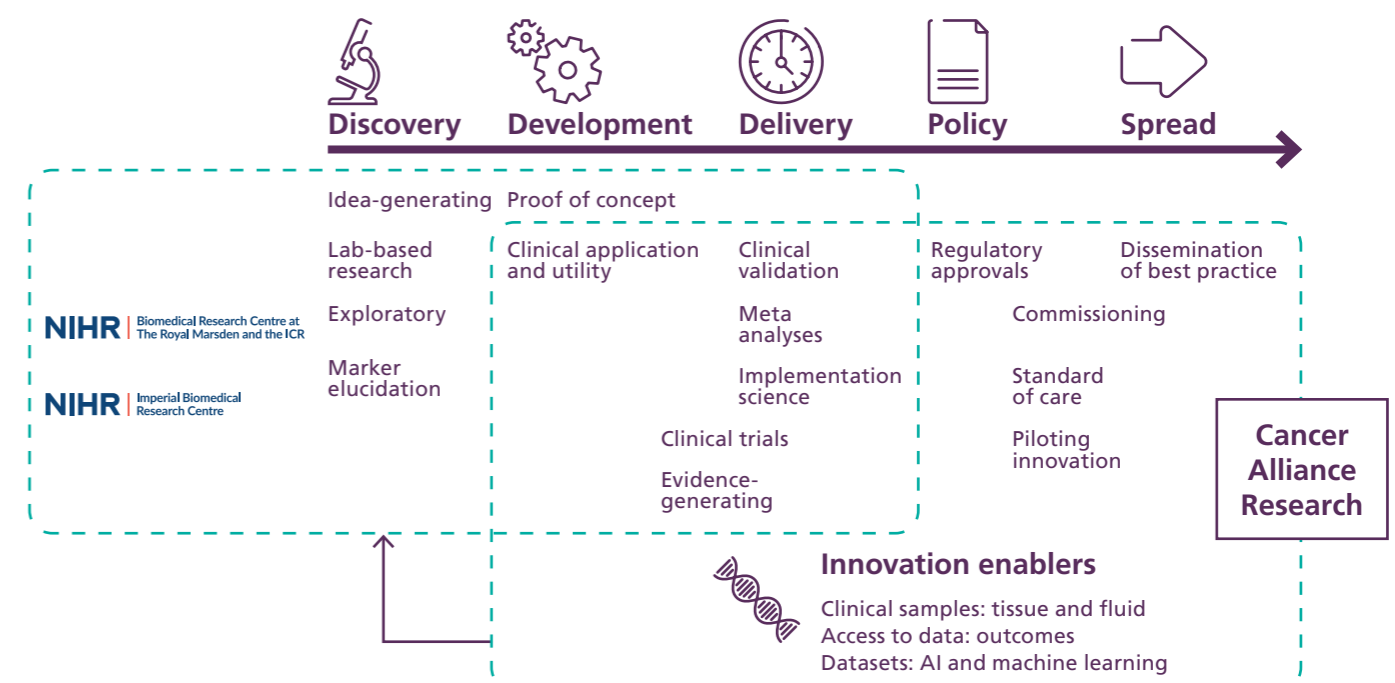 Discovery
Development
Delivery
Policy
Spread
Idea-generating
Proof of concept
Lab-based
research
Clinical application
and utility
Clinical
validation
Regulatory
approvals
Dissemination
of best practice
NIHR
Biomedical Research Centre at
The Royal Marsden and the ICR
Exploratory
Meta
analyses
Commissioning
Marker
elucidation
NIHR
Imperial Biomedical
Research Centre
Implementation
science
Standard
of care
Clinical trials
Piloting
innovation
Evidence-
generating
Cancer
Alliance
Research
Innovation enablers
Clinical samples: tissue and fluid
Access to data: outcomes
Datasets: AI and machine learning